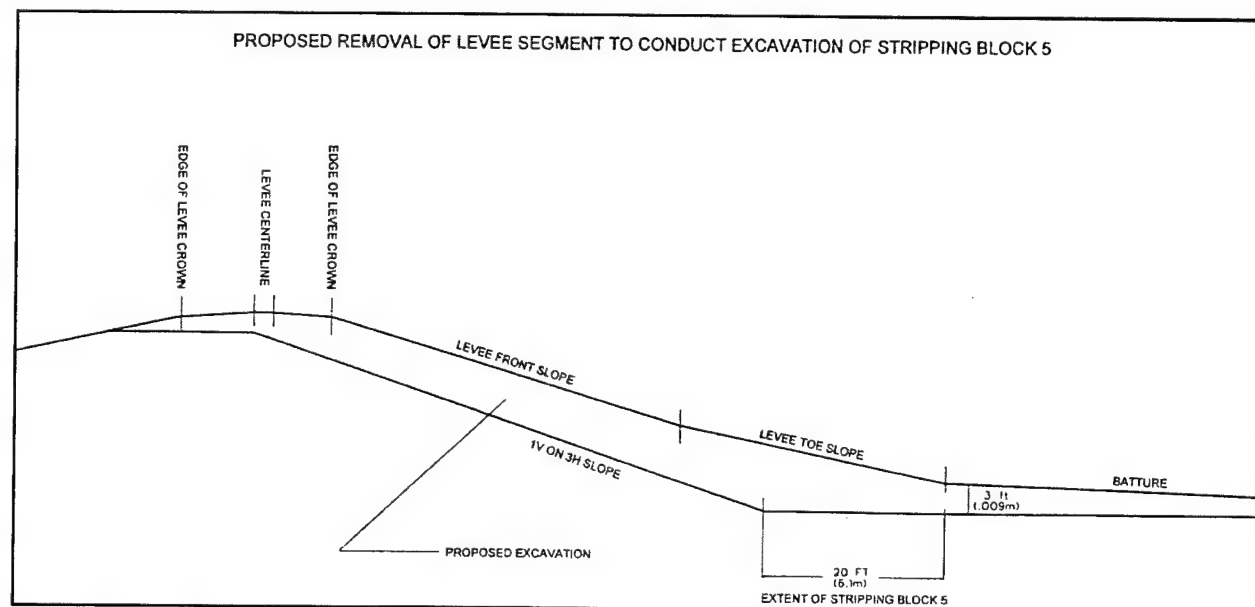 PROPOSED REMOVAL OF LEVEE SEGMENT TO CONDUCT EXCAVATION OF STRIPPING BLOCK 5
EDGE OF LEVEE CROWN
LEVEE CENTERLINE
EDGE OF LEVEE CROWN
LEVEE FRONT SLOPE
1V ON 3H SLOPE
LEVEE TOE SLOPE
BATTURE
3 ft
(.009m)
PROPOSED EXCAVATION
20 FT
(6.1m)
EXTENT OF STRIPPING BLOCK 5